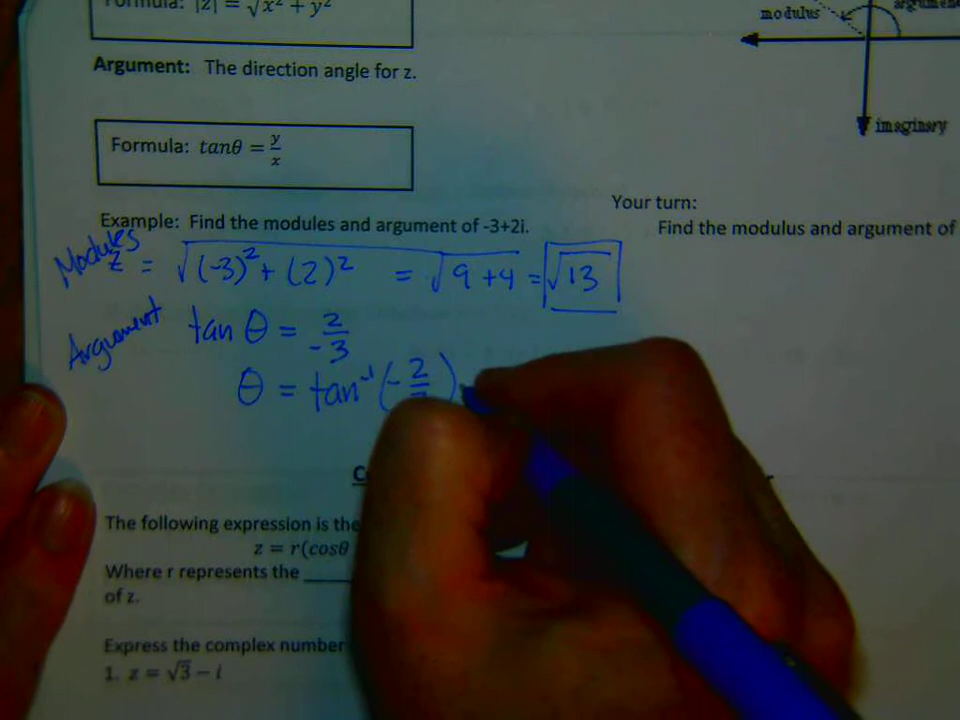 Formula: |z| = √x² + y²
modulus
argument
Argument: The direction angle for z.
imaginary
Formula: tanθ = y/x
Your turn:
Example: Find the modules and argument of -3+2i.
Find the modulus and argument of
Modules z = √(-3)² + (2)² = √9 + 4 = √13
Argument tan θ = 2/-3
θ = tan⁻¹(-2/
The following expression is the
z = r(cosθ
Where r represents the
of z.
Express the complex number
1. z = √3 − i